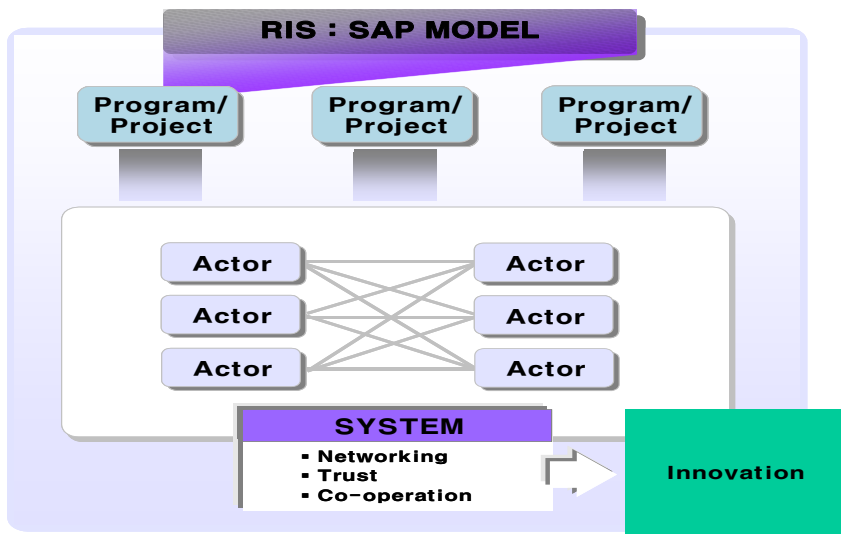 RIS : SAP MODEL
Program/
Project
Program/
Project
Program/
Project
Actor
Actor
Actor
Actor
Actor
Actor
SYSTEM
▪ Networking
▪ Trust
▪ Co-operation
Innovation